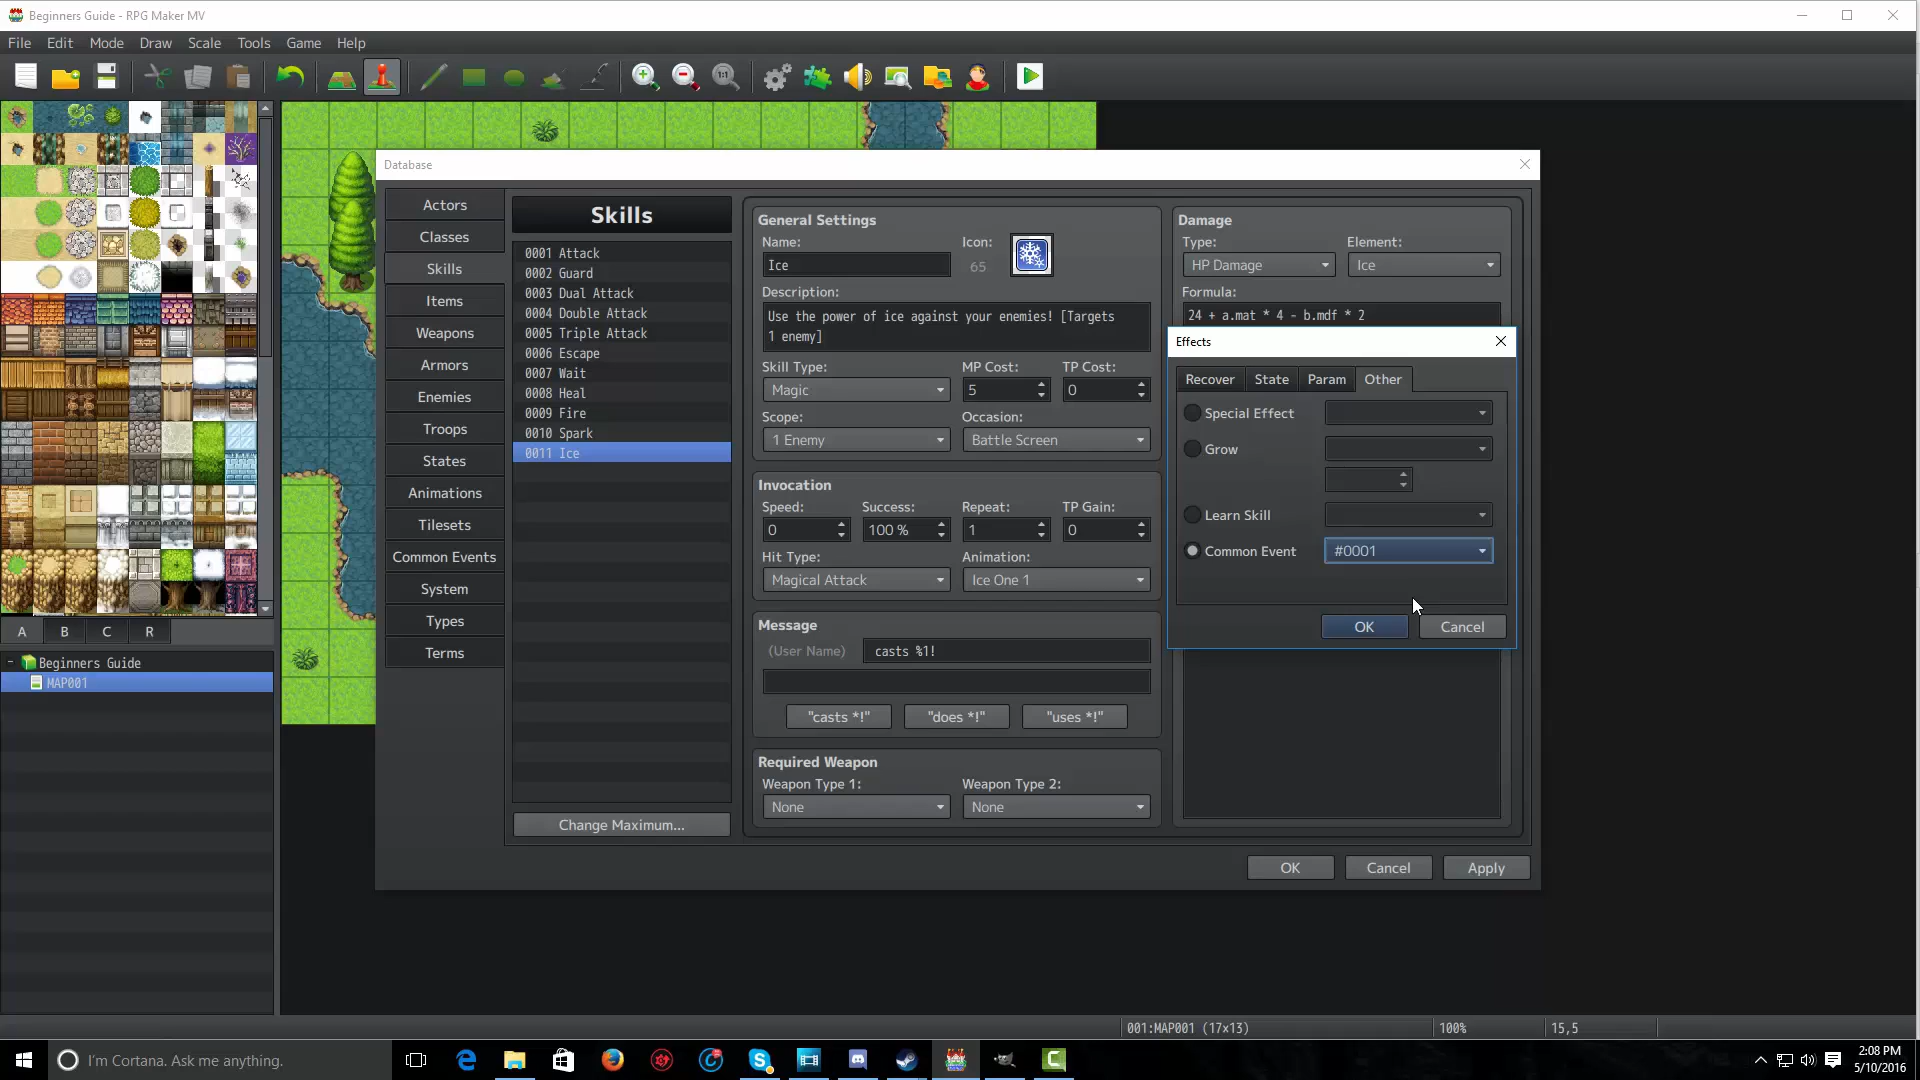 Beginners Guide - RPG Maker MV
File Edit Mode Draw Scale Tools Game Help
1:1
Database
Actors
Classes
Skills
Items
Weapons
Armors
Enemies
Troops
States
Animations
Tilesets
Common Events
System
Types
Terms
Skills
0001 Attack
0002 Guard
0003 Dual Attack
0004 Double Attack
0005 Triple Attack
0006 Escape
0007 Wait
0008 Heal
0009 Fire
0010 Spark
0011 Ice
Change Maximum...
General Settings
Name: Icon:
Ice 65
Description:
Use the power of ice against your enemies! [Targets
1 enemy]
Skill Type: MP Cost: TP Cost:
Magic 5 0
Scope: Occasion:
1 Enemy Battle Screen
Invocation
Speed: Success: Repeat: TP Gain:
0 100 % 1 0
Hit Type: Animation:
Magical Attack Ice One 1
Message
(User Name) casts %1!
"casts *!" "does *!" "uses *!"
Required Weapon
Weapon Type 1: Weapon Type 2:
None None
Damage
Type: Element:
HP Damage Ice
Formula:
24 + a.mat * 4 - b.mdf * 2
Effects
Recover State Param Other
Special Effect
Grow
Learn Skill
Common Event #0001
OK Cancel
OK Cancel Apply
A B C R
Beginners Guide
MAP001
001:MAP001 (17x13) 100% 15,5
I'm Cortana. Ask me anything.
2:08 PM
5/10/2016